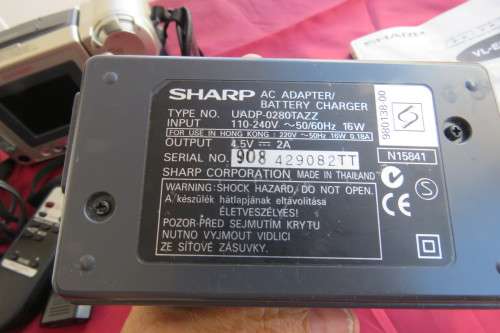 SHARP AC ADAPTER/
BATTERY CHARGER
TYPE NO. UADP-0280TAZZ
INPUT 110-240V ~50/60Hz 16W
FOR USE IN HONG KONG : 220V ~50Hz 16W 0.18A
OUTPUT 4.5V ⎓ 2A
SERIAL NO. 908 429082TT
SHARP CORPORATION MADE IN THAILAND
WARNING:SHOCK HAZARD, DO NOT OPEN.
A készülék hátlapjának eltávolítása
ÉLETVESZÉLYES!
POZOR-PŘED SEJMUTÍM KRYTU
NUTNO VYJMOUT VIDLICI
ZE SÍŤOVÉ ZÁSUVKY.
N15841
S
CE
SHARP
VL-